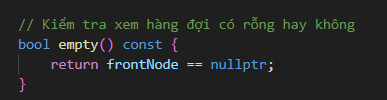 // Kiểm tra xem hàng đợi có rỗng hay không
bool empty() const {
    return frontNode == nullptr;
}